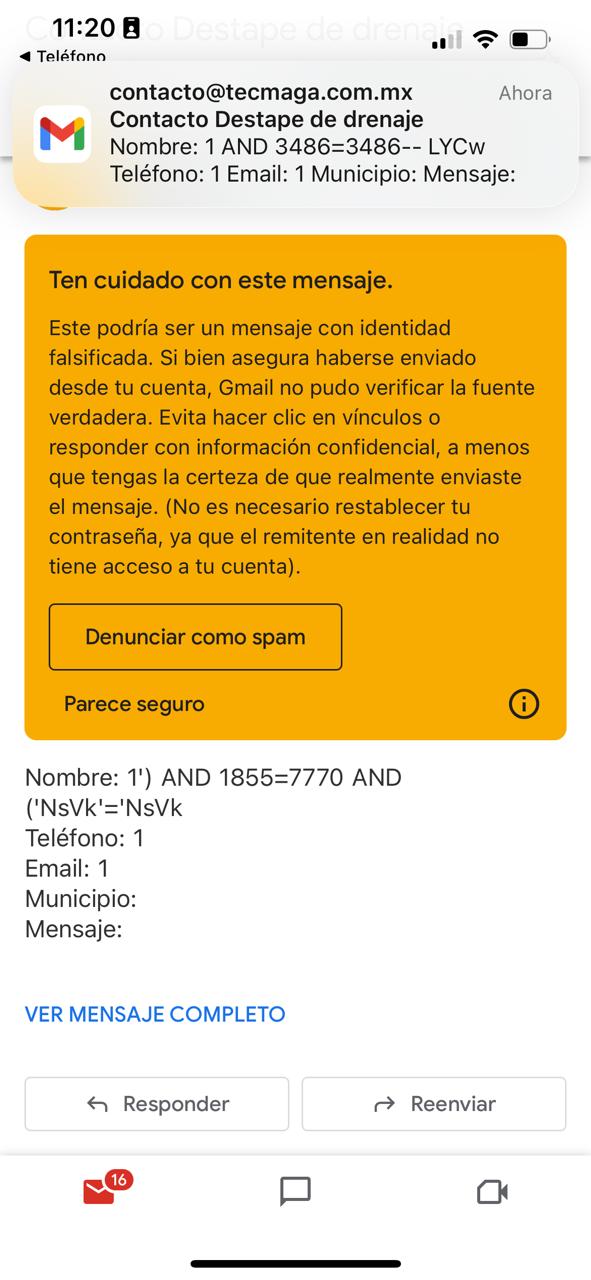 Contacto Destape de drenaje
11:20
◀ Teléfono
contacto@tecmaga.com.mx
Ahora
Contacto Destape de drenaje
Nombre: 1 AND 3486=3486-- LYCw
Teléfono: 1 Email: 1 Municipio: Mensaje:
Ten cuidado con este mensaje.
Este podría ser un mensaje con identidad
falsificada. Si bien asegura haberse enviado
desde tu cuenta, Gmail no pudo verificar la fuente
verdadera. Evita hacer clic en vínculos o
responder con información confidencial, a menos
que tengas la certeza de que realmente enviaste
el mensaje. (No es necesario restablecer tu
contraseña, ya que el remitente en realidad no
tiene acceso a tu cuenta).
Denunciar como spam
Parece seguro
Nombre: 1') AND 1855=7770 AND
('NsVk'='NsVk
Teléfono: 1
Email: 1
Municipio:
Mensaje:
VER MENSAJE COMPLETO
Responder
Reenviar
16